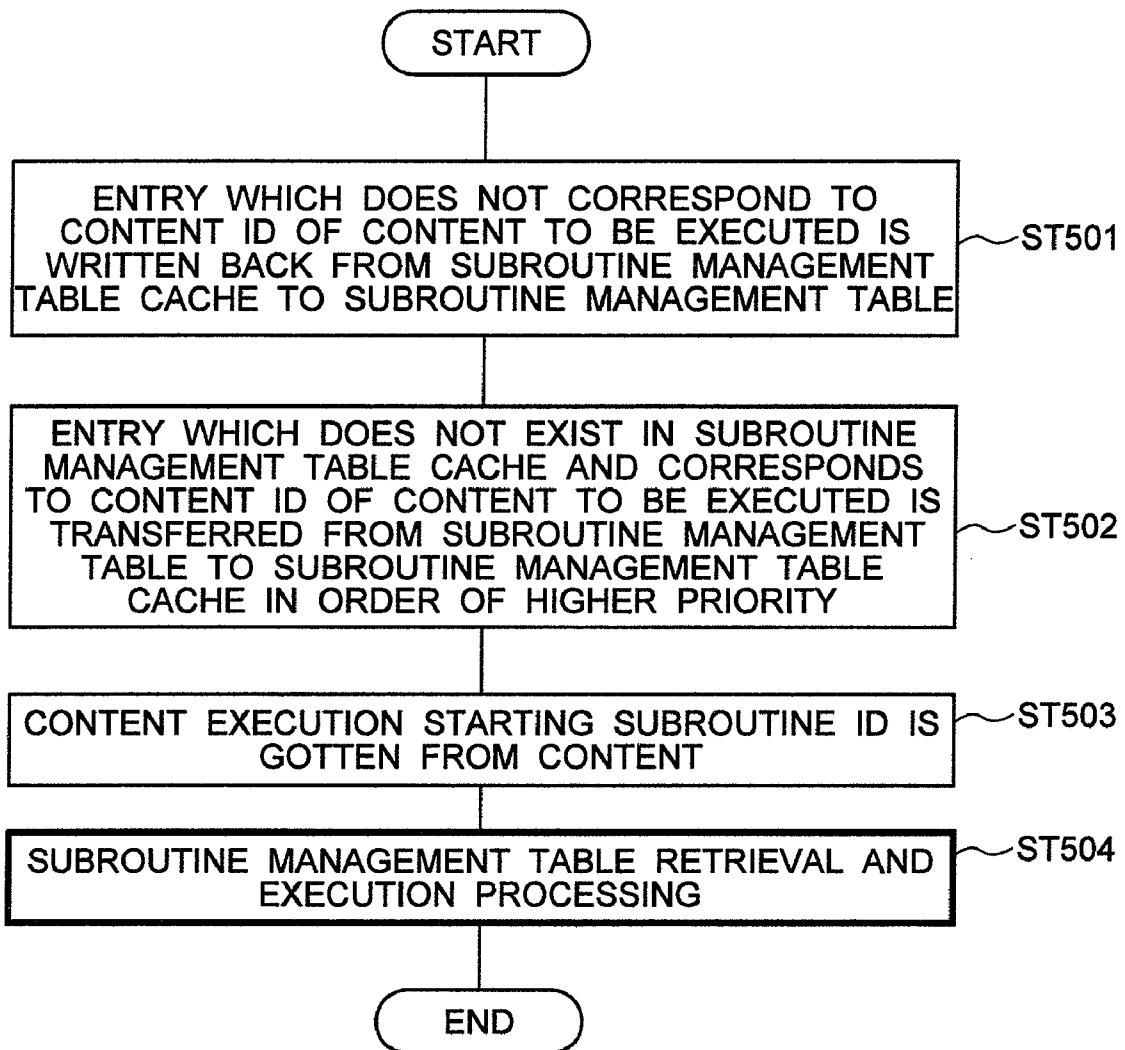 START
ENTRY WHICH DOES NOT CORRESPOND TO
CONTENT ID OF CONTENT TO BE EXECUTED IS
WRITTEN BACK FROM SUBROUTINE MANAGEMENT
TABLE CACHE TO SUBROUTINE MANAGEMENT TABLE
ST501
ENTRY WHICH DOES NOT EXIST IN SUBROUTINE
MANAGEMENT TABLE CACHE AND CORRESPONDS
TO CONTENT ID OF CONTENT TO BE EXECUTED IS
TRANSFERRED FROM SUBROUTINE MANAGEMENT
TABLE TO SUBROUTINE MANAGEMENT TABLE
CACHE IN ORDER OF HIGHER PRIORITY
ST502
CONTENT EXECUTION STARTING SUBROUTINE ID IS
GOTTEN FROM CONTENT
ST503
SUBROUTINE MANAGEMENT TABLE RETRIEVAL AND
EXECUTION PROCESSING
ST504
END